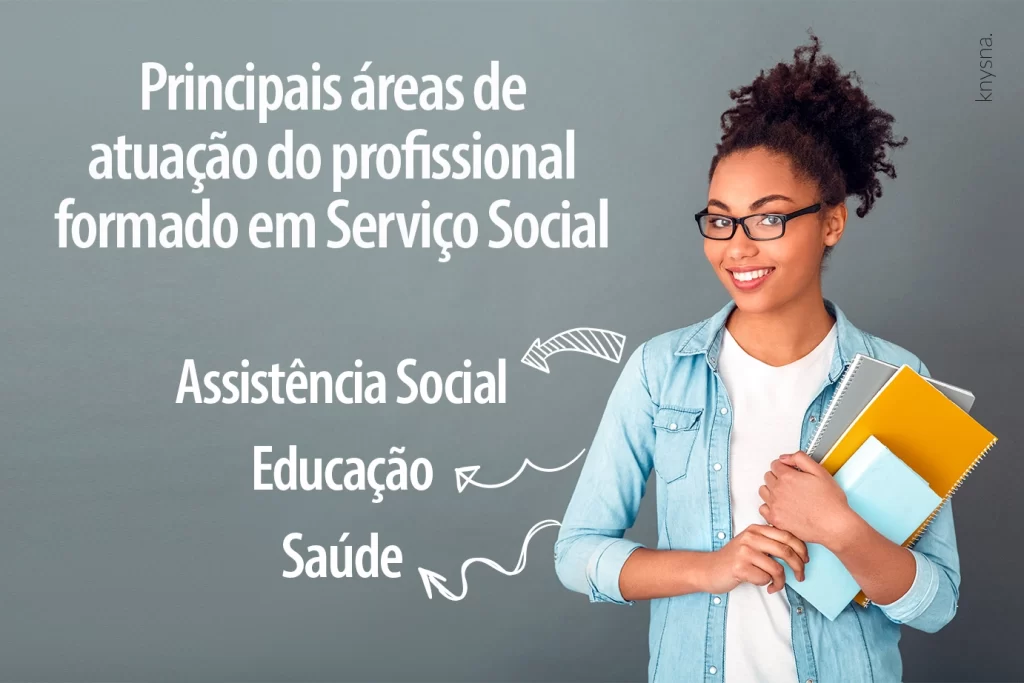 Principais áreas de
atuação do profissional
formado em Serviço Social
Assistência Social
Educação
Saúde
knysna.